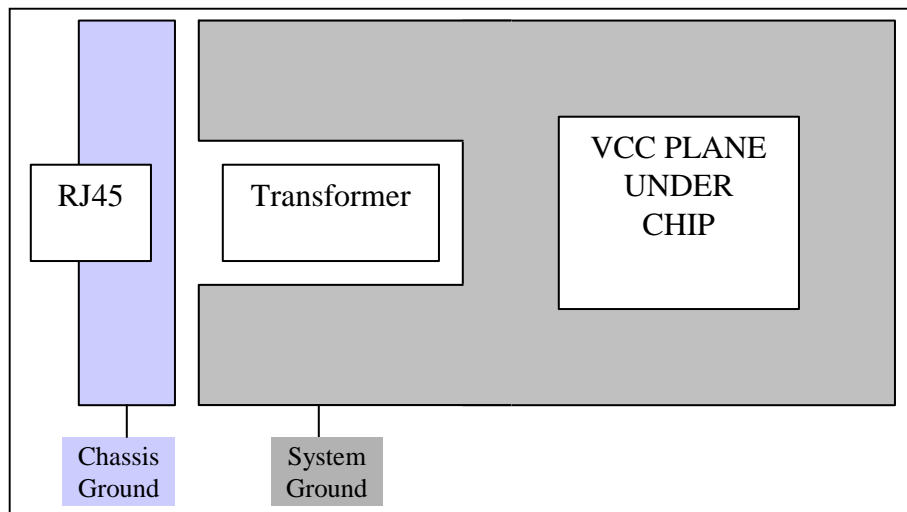 RJ45
Transformer
VCC PLANE
UNDER
CHIP
Chassis
Ground
System
Ground